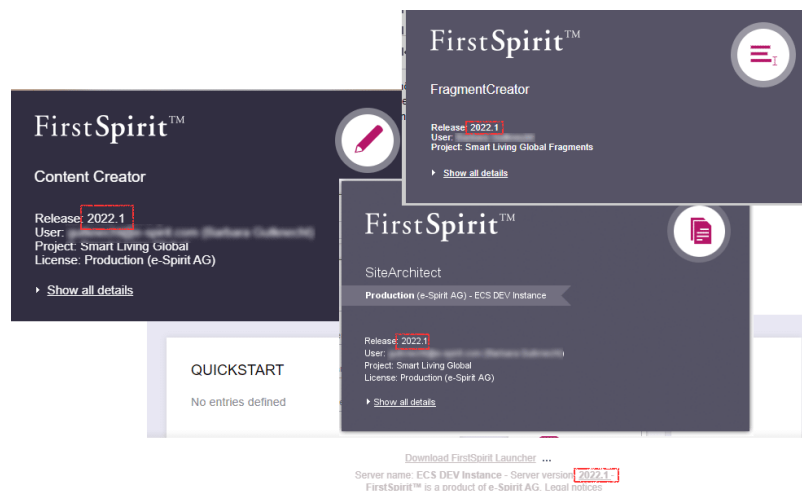 FirstSpirit™
Content Creator
Release: 2022.1
User:
Project: Smart Living Global
License: Production (e-Spirit AG)
Show all details
FirstSpirit™
FragmentCreator
Release: 2022.1
User:
Project: Smart Living Global Fragments
Show all details
FirstSpirit™
SiteArchitect
Production (e-Spirit AG) - ECS DEV Instance
Release: 2022.1
User:
Project: Smart Living Global
License: Production (e-Spirit AG)
Show all details
QUICKSTART
No entries defined
Download FirstSpirit Launcher ...
Server name: ECS DEV Instance - Server version 2022.1 -
FirstSpirit™ is a product of e-Spirit AG. Legal notices